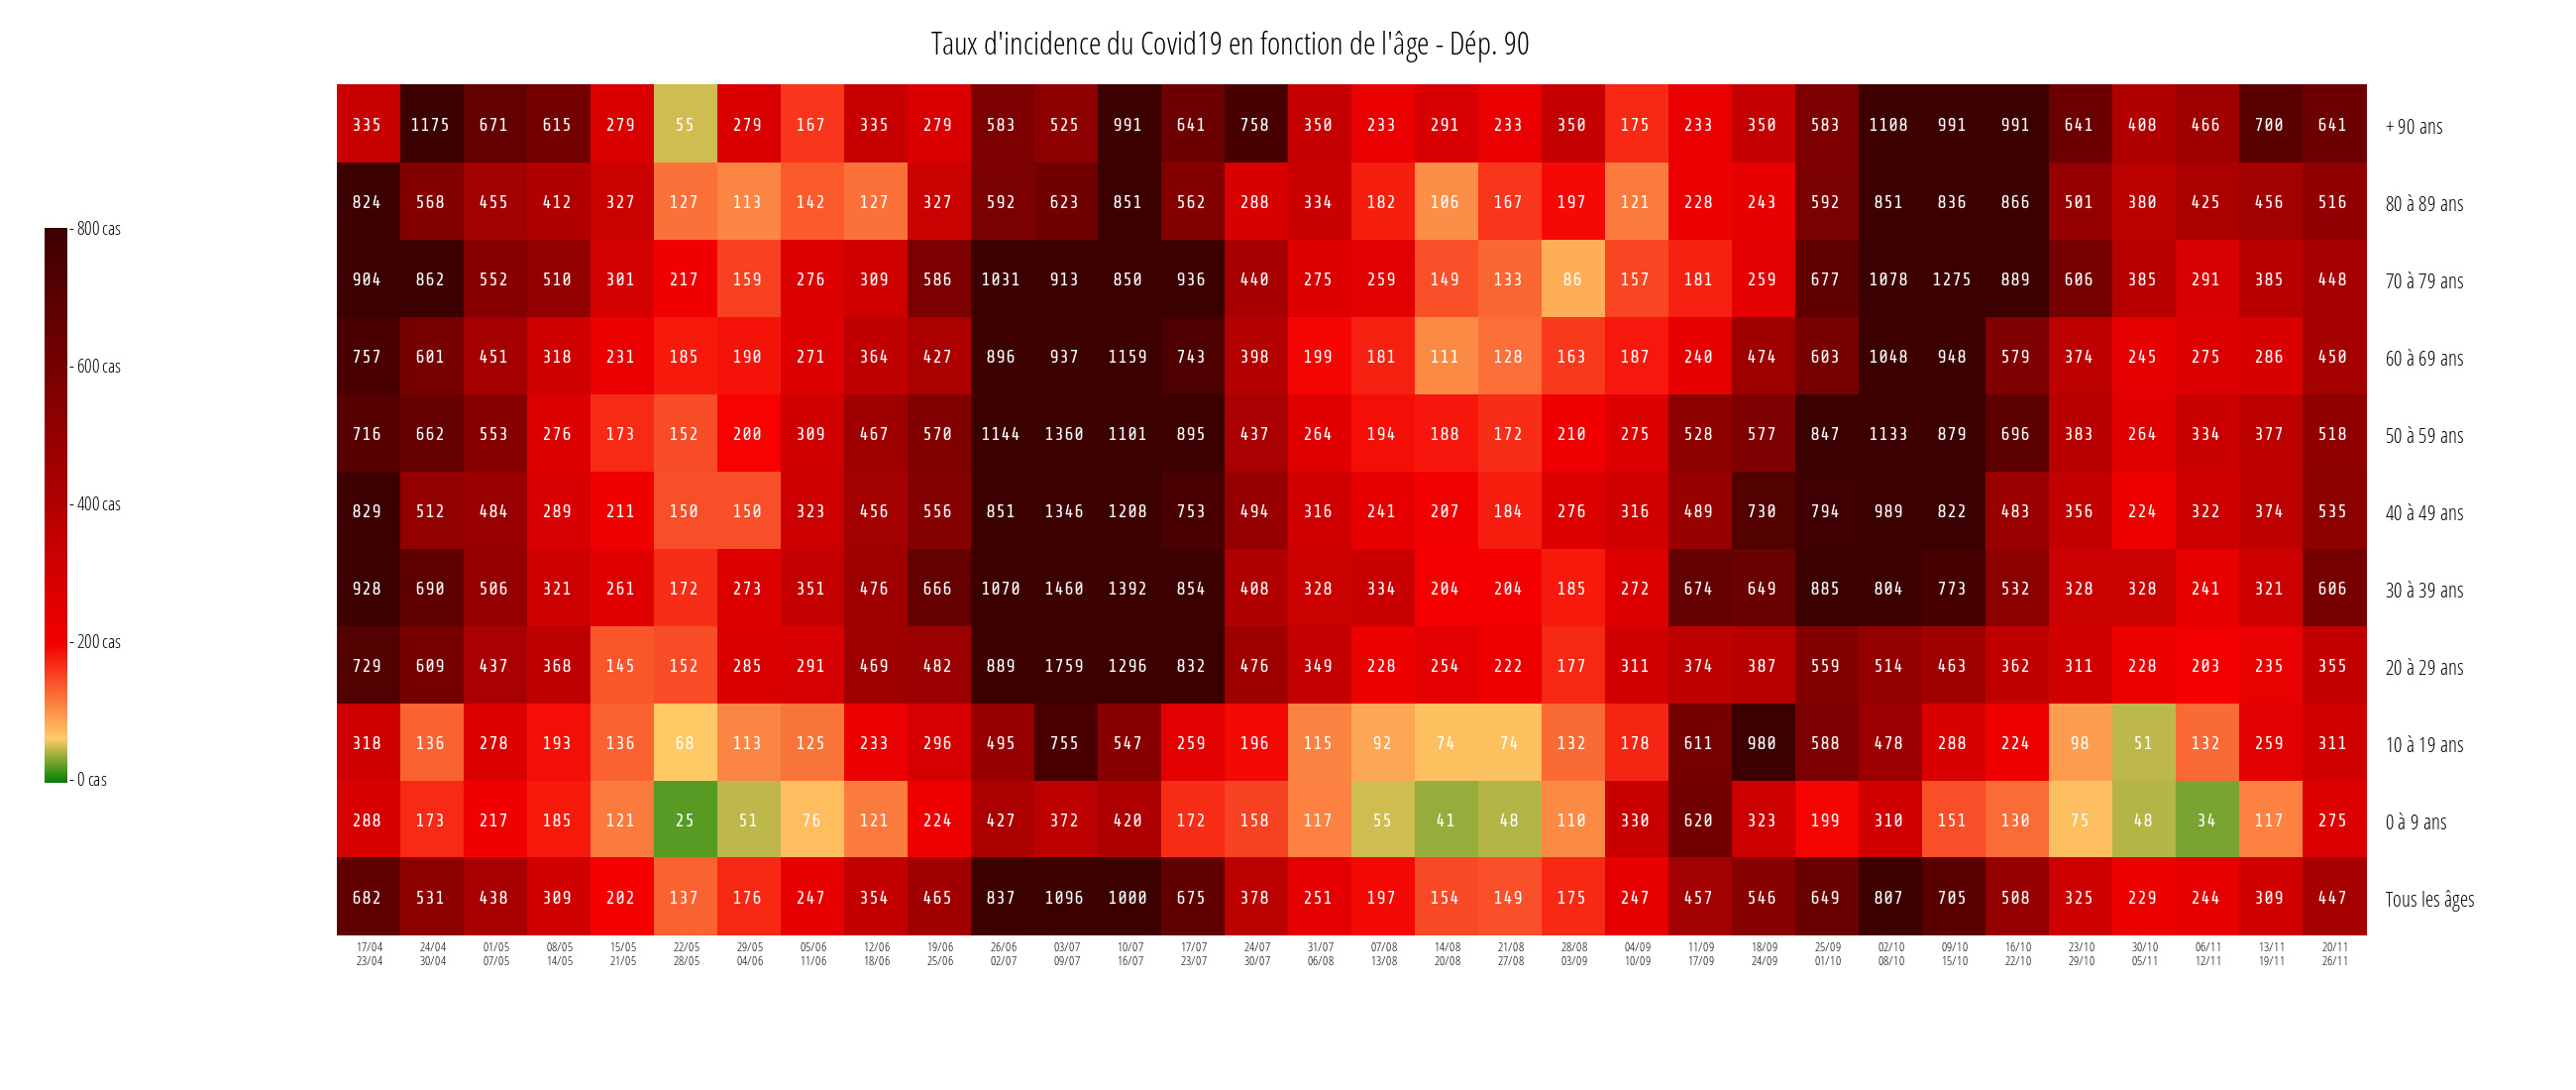 Taux d'incidence du Covid19 en fonction de l'âge - Dép. 90
335 1175 671 615 279 55 279 167 335 279 583 525 991 641 758 350 233 291 233 350 175 233 350 583 1108 991 991 641 408 466 700 641 + 90 ans
824 568 455 412 327 127 113 142 127 327 592 623 851 562 288 334 182 106 167 197 121 228 243 592 851 836 866 501 380 425 456 516 80 à 89 ans
- 800 cas
904 862 552 510 301 217 159 276 309 586 1031 913 850 936 440 275 259 149 133 86 157 181 259 677 1078 1275 889 606 385 291 385 448 70 à 79 ans
757 601 451 318 231 185 190 271 364 427 896 937 1159 743 398 199 181 111 128 163 187 240 474 603 1048 948 579 374 245 275 286 450 60 à 69 ans
- 600 cas
716 662 553 276 173 152 200 309 467 570 1144 1360 1101 895 437 264 194 188 172 210 275 528 577 847 1133 879 696 383 264 334 377 518 50 à 59 ans
- 400 cas
829 512 484 289 211 150 150 323 456 556 851 1346 1208 753 494 316 241 207 184 276 316 489 730 794 989 822 483 356 224 322 374 535 40 à 49 ans
928 690 506 321 261 172 273 351 476 666 1070 1460 1392 854 408 328 334 204 204 185 272 674 649 885 804 773 532 328 328 241 321 606 30 à 39 ans
- 200 cas
729 609 437 368 145 152 285 291 469 482 889 1759 1296 832 476 349 228 254 222 177 311 374 387 559 514 463 362 311 228 203 235 355 20 à 29 ans
318 136 278 193 136 68 113 125 233 296 495 755 547 259 196 115 92 74 74 132 178 611 980 588 478 288 224 98 51 132 259 311 10 à 19 ans
- 0 cas
288 173 217 185 121 25 51 76 121 224 427 372 420 172 158 117 55 41 48 110 330 620 323 199 310 151 130 75 48 34 117 275 0 à 9 ans
682 531 438 309 202 137 176 247 354 465 837 1096 1000 675 378 251 197 154 149 175 247 457 546 649 807 705 508 325 229 244 309 447 Tous les âges
17/04 24/04 01/05 08/05 15/05 22/05 29/05 05/06 12/06 19/06 26/06 03/07 10/07 17/07 24/07 31/07 07/08 14/08 21/08 28/08 04/09 11/09 18/09 25/09 02/10 09/10 16/10 23/10 30/10 06/11 13/11 20/11
23/04 30/04 07/05 14/05 21/05 28/05 04/06 11/06 18/06 25/06 02/07 09/07 16/07 23/07 30/07 06/08 13/08 20/08 27/08 03/09 10/09 17/09 24/09 01/10 08/10 15/10 22/10 29/10 05/11 12/11 19/11 26/11